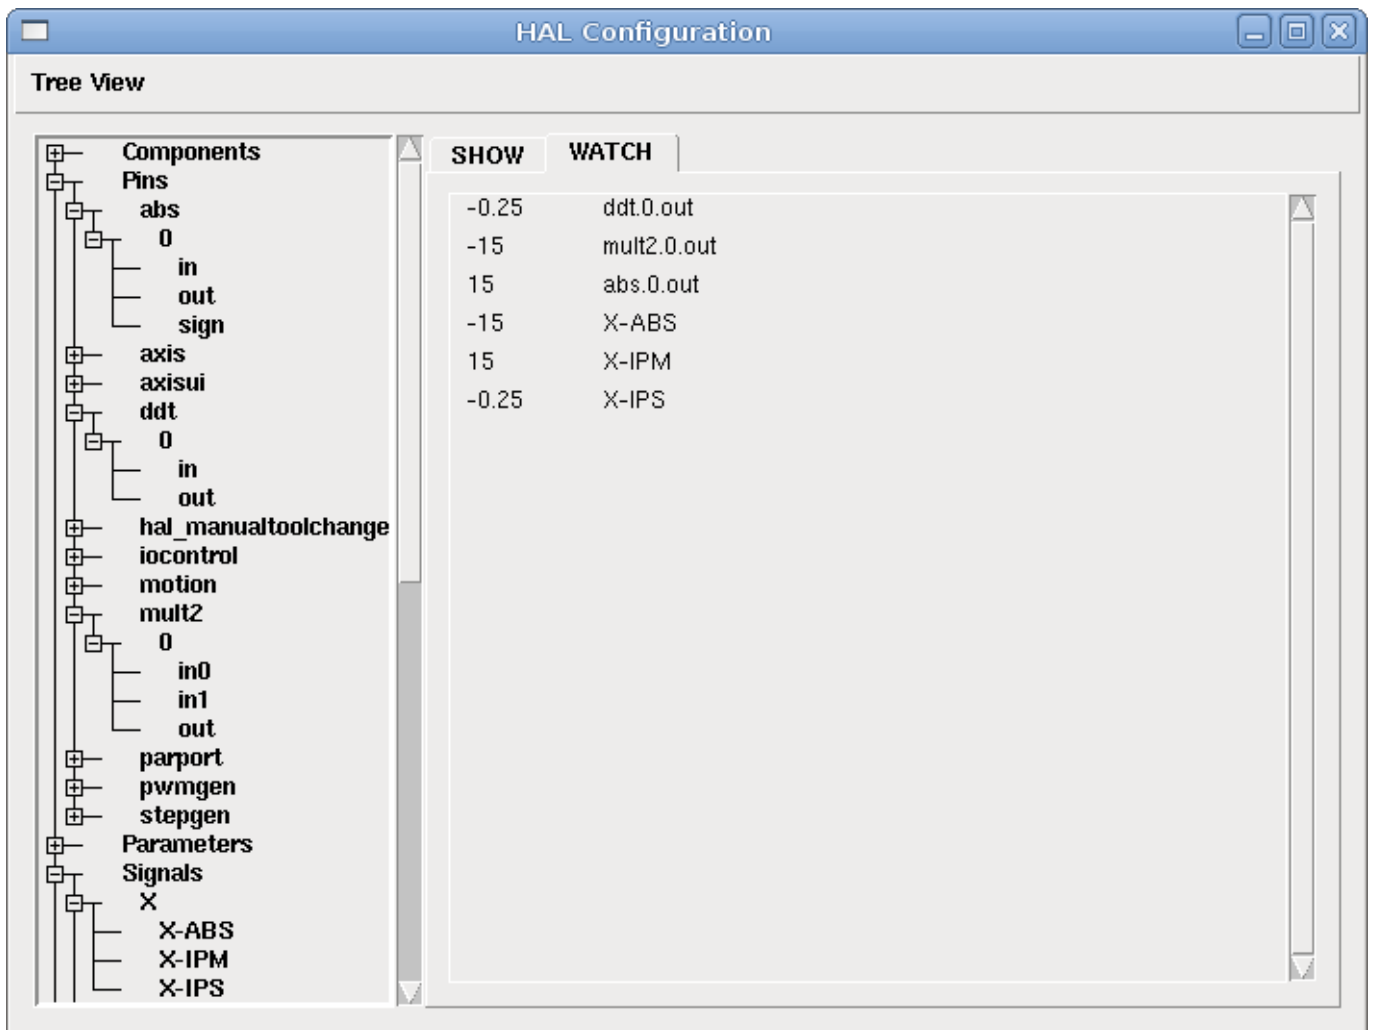 HAL Configuration
Tree View
Components
Pins
abs
0
in
out
sign
axis
axisui
ddt
0
in
out
hal_manualtoolchange
iocontrol
motion
mult2
0
in0
in1
out
parport
pwmgen
stepgen
Parameters
Signals
X
X-ABS
X-IPM
X-IPS
SHOW WATCH
-0.25 ddt.0.out
-15 mult2.0.out
15 abs.0.out
-15 X-ABS
15 X-IPM
-0.25 X-IPS